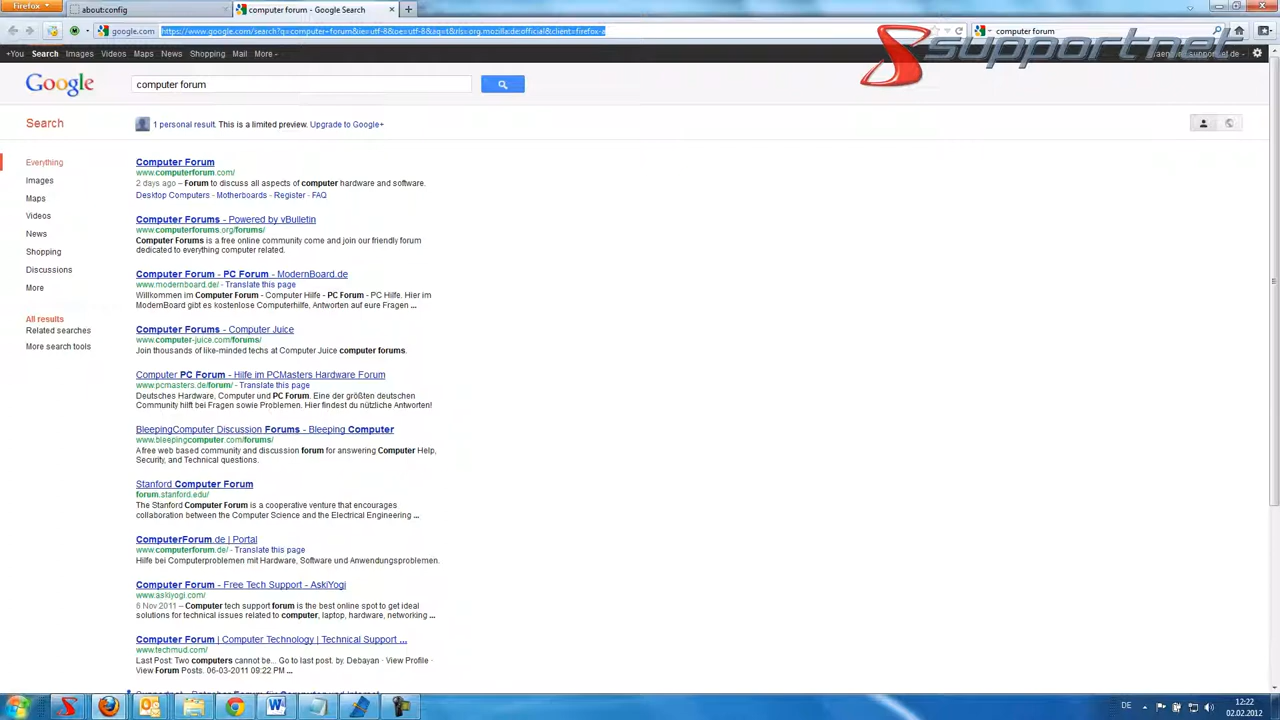 Firefox
about:config
computer forum - Google Search
google.com
https://www.google.com/search?q=computer+forum&ie=utf-8&oe=utf-8&aq=t&rls=org.mozilla:de:official&client=firefox-a
computer forum
supportnet
+You Search Images Videos Maps News Shopping Mail More -
Google
computer forum
Search
1 personal result. This is a limited preview. Upgrade to Google+
Everything
Images
Maps
Videos
News
Shopping
Discussions
More
All results
Related searches
More search tools
Computer Forum
www.computerforum.com/
2 days ago – Forum to discuss all aspects of computer hardware and software.
Desktop Computers - Motherboards - Register - FAQ
Computer Forums - Powered by vBulletin
www.computerforums.org/forums/
Computer Forums is a free online community come and join our friendly forum
dedicated to everything computer related.
Computer Forum - PC Forum - ModernBoard.de
www.modernboard.de/ - Translate this page
Willkommen im Computer Forum - Computer Hilfe - PC Forum - PC Hilfe. Hier im
ModernBoard gibt es kostenlose Computerhilfe, Antworten auf eure Fragen ...
Computer Forums - Computer Juice
www.computer-juice.com/forums/
Join thousands of like-minded techs at Computer Juice computer forums.
Computer PC Forum - Hilfe im PCMasters Hardware Forum
www.pcmasters.de/forum/ - Translate this page
Deutsches Hardware, Computer und PC Forum. Eine der größten deutschen
Community hilft bei Fragen sowie Problemen. Hier findest du nützliche Antworten!
BleepingComputer Discussion Forums - Bleeping Computer
www.bleepingcomputer.com/forums/
A free web based community and discussion forum for answering Computer Help,
Security, and Technical questions.
Stanford Computer Forum
forum.stanford.edu/
The Stanford Computer Forum is a cooperative venture that encourages
collaboration between the Computer Science and the Electrical Engineering ...
ComputerForum.de | Portal
www.computerforum.de/ - Translate this page
Hilfe bei Computerproblemen mit Hardware, Software und Anwendungsproblemen.
Computer Forum - Free Tech Support - AskiYogi
www.askiyogi.com/
6 Nov 2011 – Computer tech support forum is the best online spot to get ideal
solutions for technical issues related to computer, laptop, hardware, networking ...
Computer Forum | Computer Technology | Technical Support ...
www.techmud.com/
Last Post: Two computers cannot be... Go to last post. by. Debayan · View Profile ·
View Forum Posts. 06-03-2011 09:22 PM ...
DE
12:22
02.02.2012